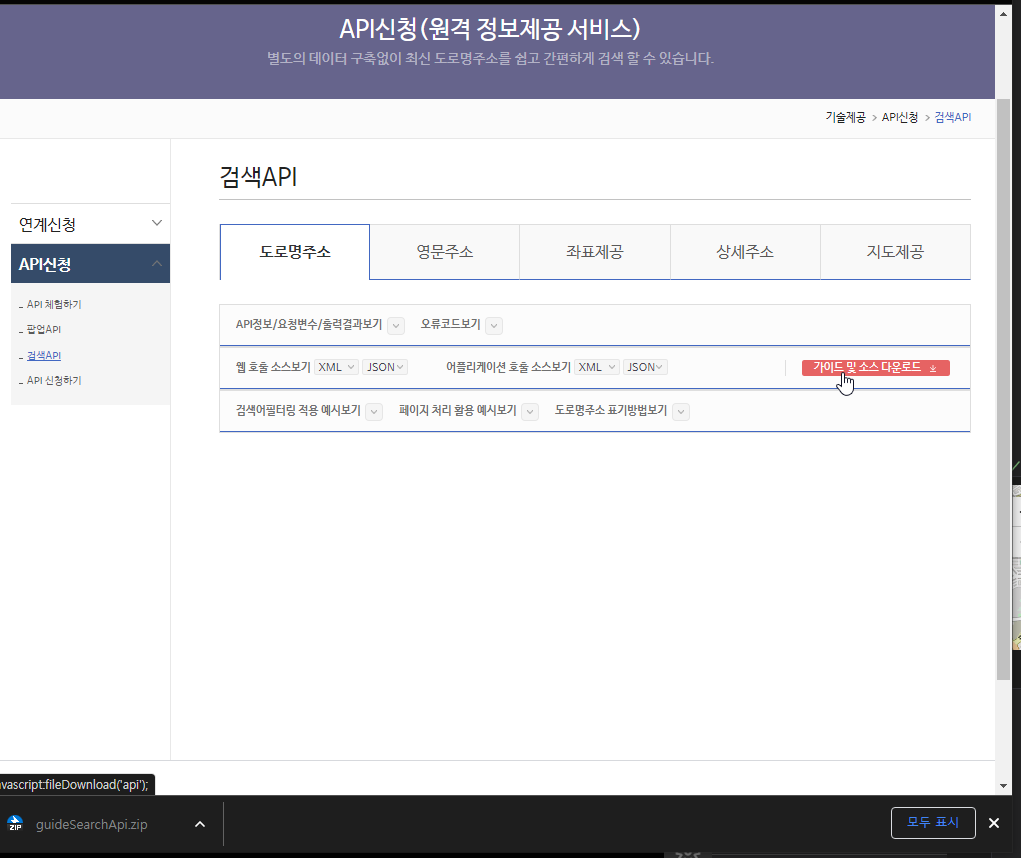 API신청(원격 정보제공 서비스)
별도의 데이터 구축없이 최신 도로명주소를 쉽고 간편하게 검색 할 수 있습니다.
기술제공 > API신청 > 검색API
검색API
연계신청
API신청
API 체험하기
팝업API
검색API
API 신청하기
도로명주소 영문주소 좌표제공 상세주소 지도제공
API정보/요청변수/출력결과보기 오류코드보기
웹 호출 소스보기 XML JSON 어플리케이션 호출 소스보기 XML JSON 가이드 및 소스 다운로드
검색어필터링 적용 예시보기 페이지 처리 활용 예시보기 도로명주소 표기방법보기
vascript:fileDownload('api');
ZIP guideSearchApi.zip 모두 표시